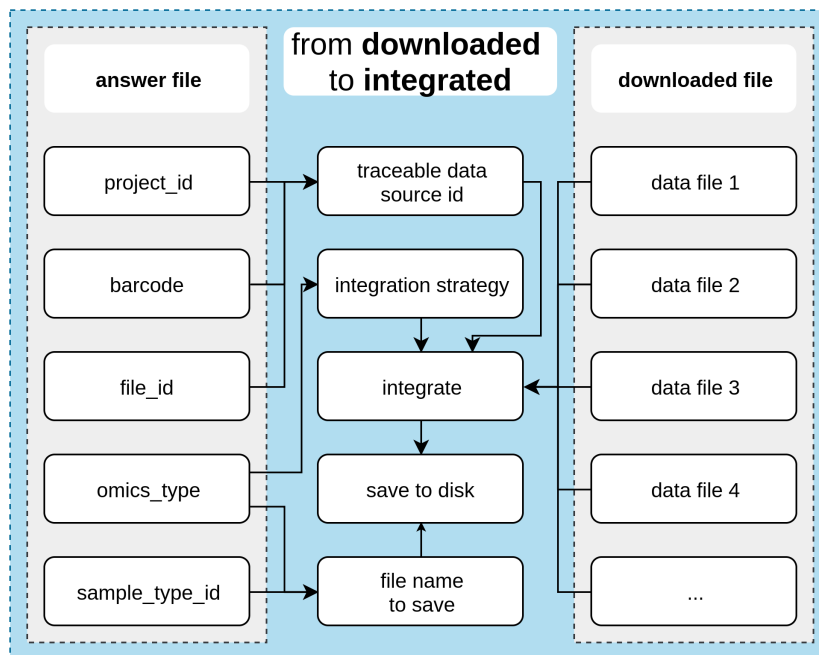 from downloaded
to integrated
answer file
project_id
barcode
file_id
omics_type
sample_type_id
traceable data
source id
integration strategy
integrate
save to disk
file name
to save
downloaded file
data file 1
data file 2
data file 3
data file 4
...